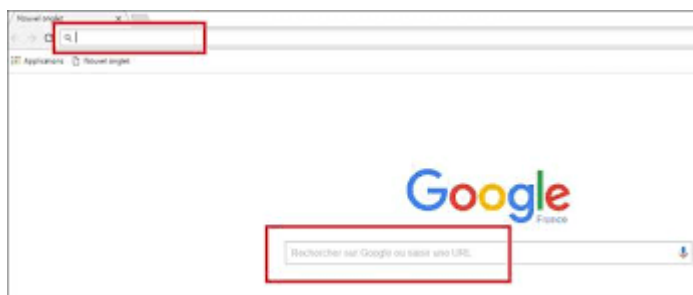 Nouvel onglet
Applications Nouvel onglet
Google
France
Rechercher sur Google ou saisir une URL